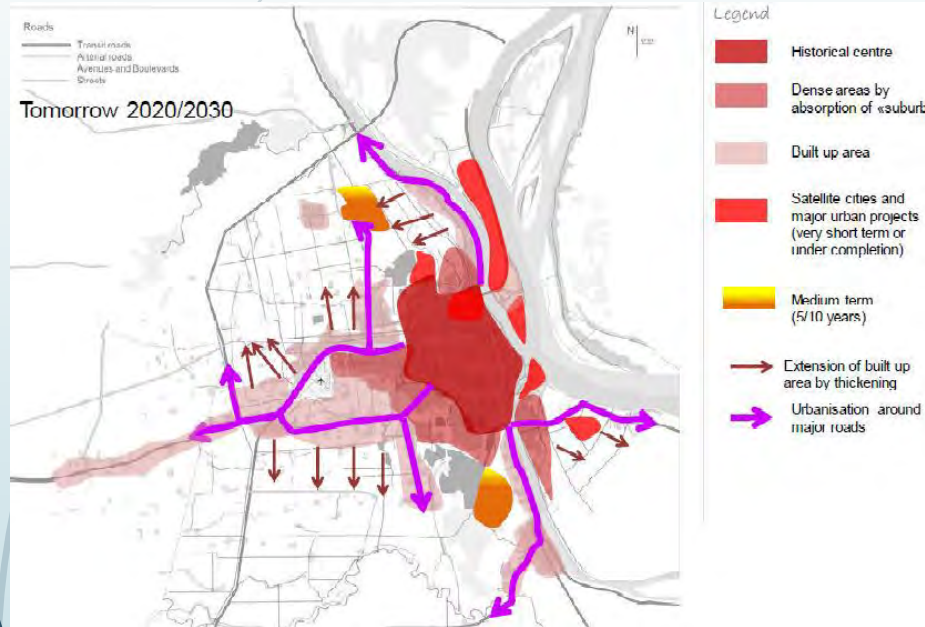 Roads
Transit roads
Arterial roads
Avenues and Boulevards
Streets
N
Tomorrow 2020/2030
Legend
Historical centre
Dense areas by
absorption of «suburb
Built up area
Satellite cities and
major urban projects
(very short term or
under completion)
Medium term
(5/10 years)
Extension of built up
area by thickening
Urbanisation around
major roads